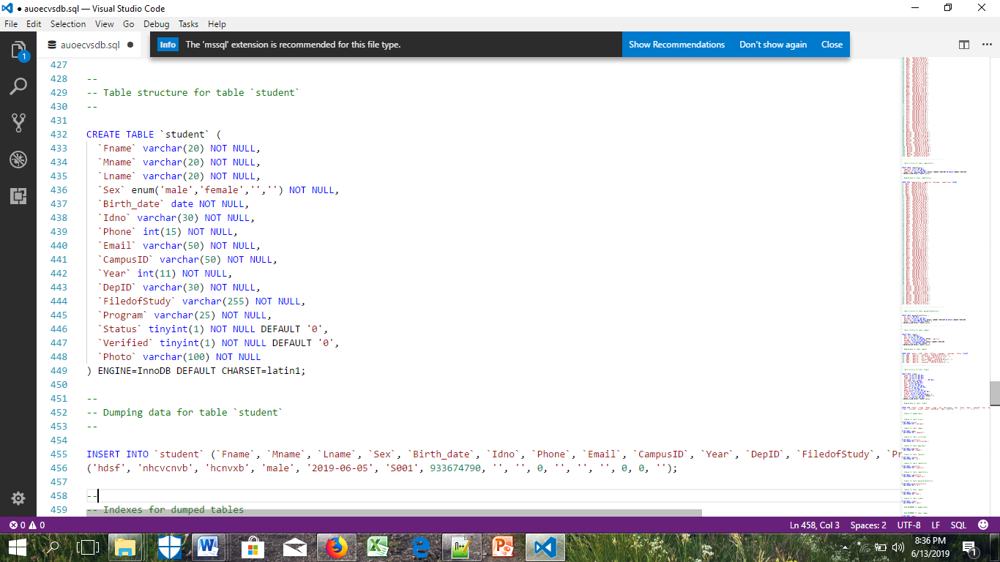 ● auoecvsdb.sql — Visual Studio Code
File Edit Selection View Go Debug Tasks Help
auoecvsdb.sql ●
Info The 'mssql' extension is recommended for this file type. Show Recommendations Don't show again Close
1
427
428 --
429 -- Table structure for table `student`
430 --
431
432 CREATE TABLE `student` (
433 `Fname` varchar(20) NOT NULL,
434 `Mname` varchar(20) NOT NULL,
435 `Lname` varchar(20) NOT NULL,
436 `Sex` enum('male','female','','') NOT NULL,
437 `Birth_date` date NOT NULL,
438 `Idno` varchar(30) NOT NULL,
439 `Phone` int(15) NOT NULL,
440 `Email` varchar(50) NOT NULL,
441 `CampusID` varchar(50) NOT NULL,
442 `Year` int(11) NOT NULL,
443 `DepID` varchar(30) NOT NULL,
444 `FiledofStudy` varchar(255) NOT NULL,
445 `Program` varchar(25) NOT NULL,
446 `Status` tinyint(1) NOT NULL DEFAULT '0',
447 `Verified` tinyint(1) NOT NULL DEFAULT '0',
448 `Photo` varchar(100) NOT NULL
449 ) ENGINE=InnoDB DEFAULT CHARSET=latin1;
450
451 --
452 -- Dumping data for table `student`
453 --
454
455 INSERT INTO `student` (`Fname`, `Mname`, `Lname`, `Sex`, `Birth_date`, `Idno`, `Phone`, `Email`, `CampusID`, `Year`, `DepID`, `FiledofStudy`, `Pr
456 ('hdsf', 'nhcvcnvb', 'hcnvxb', 'male', '2019-06-05', 'S001', 933674790, '', '', 0, '', '', '', 0, 0, '');
457
458 --
459 -- Indexes for dumped tables
0 0 Ln 458, Col 3 Spaces: 2 UTF-8 LF SQL
8:36 PM
6/13/2019
1